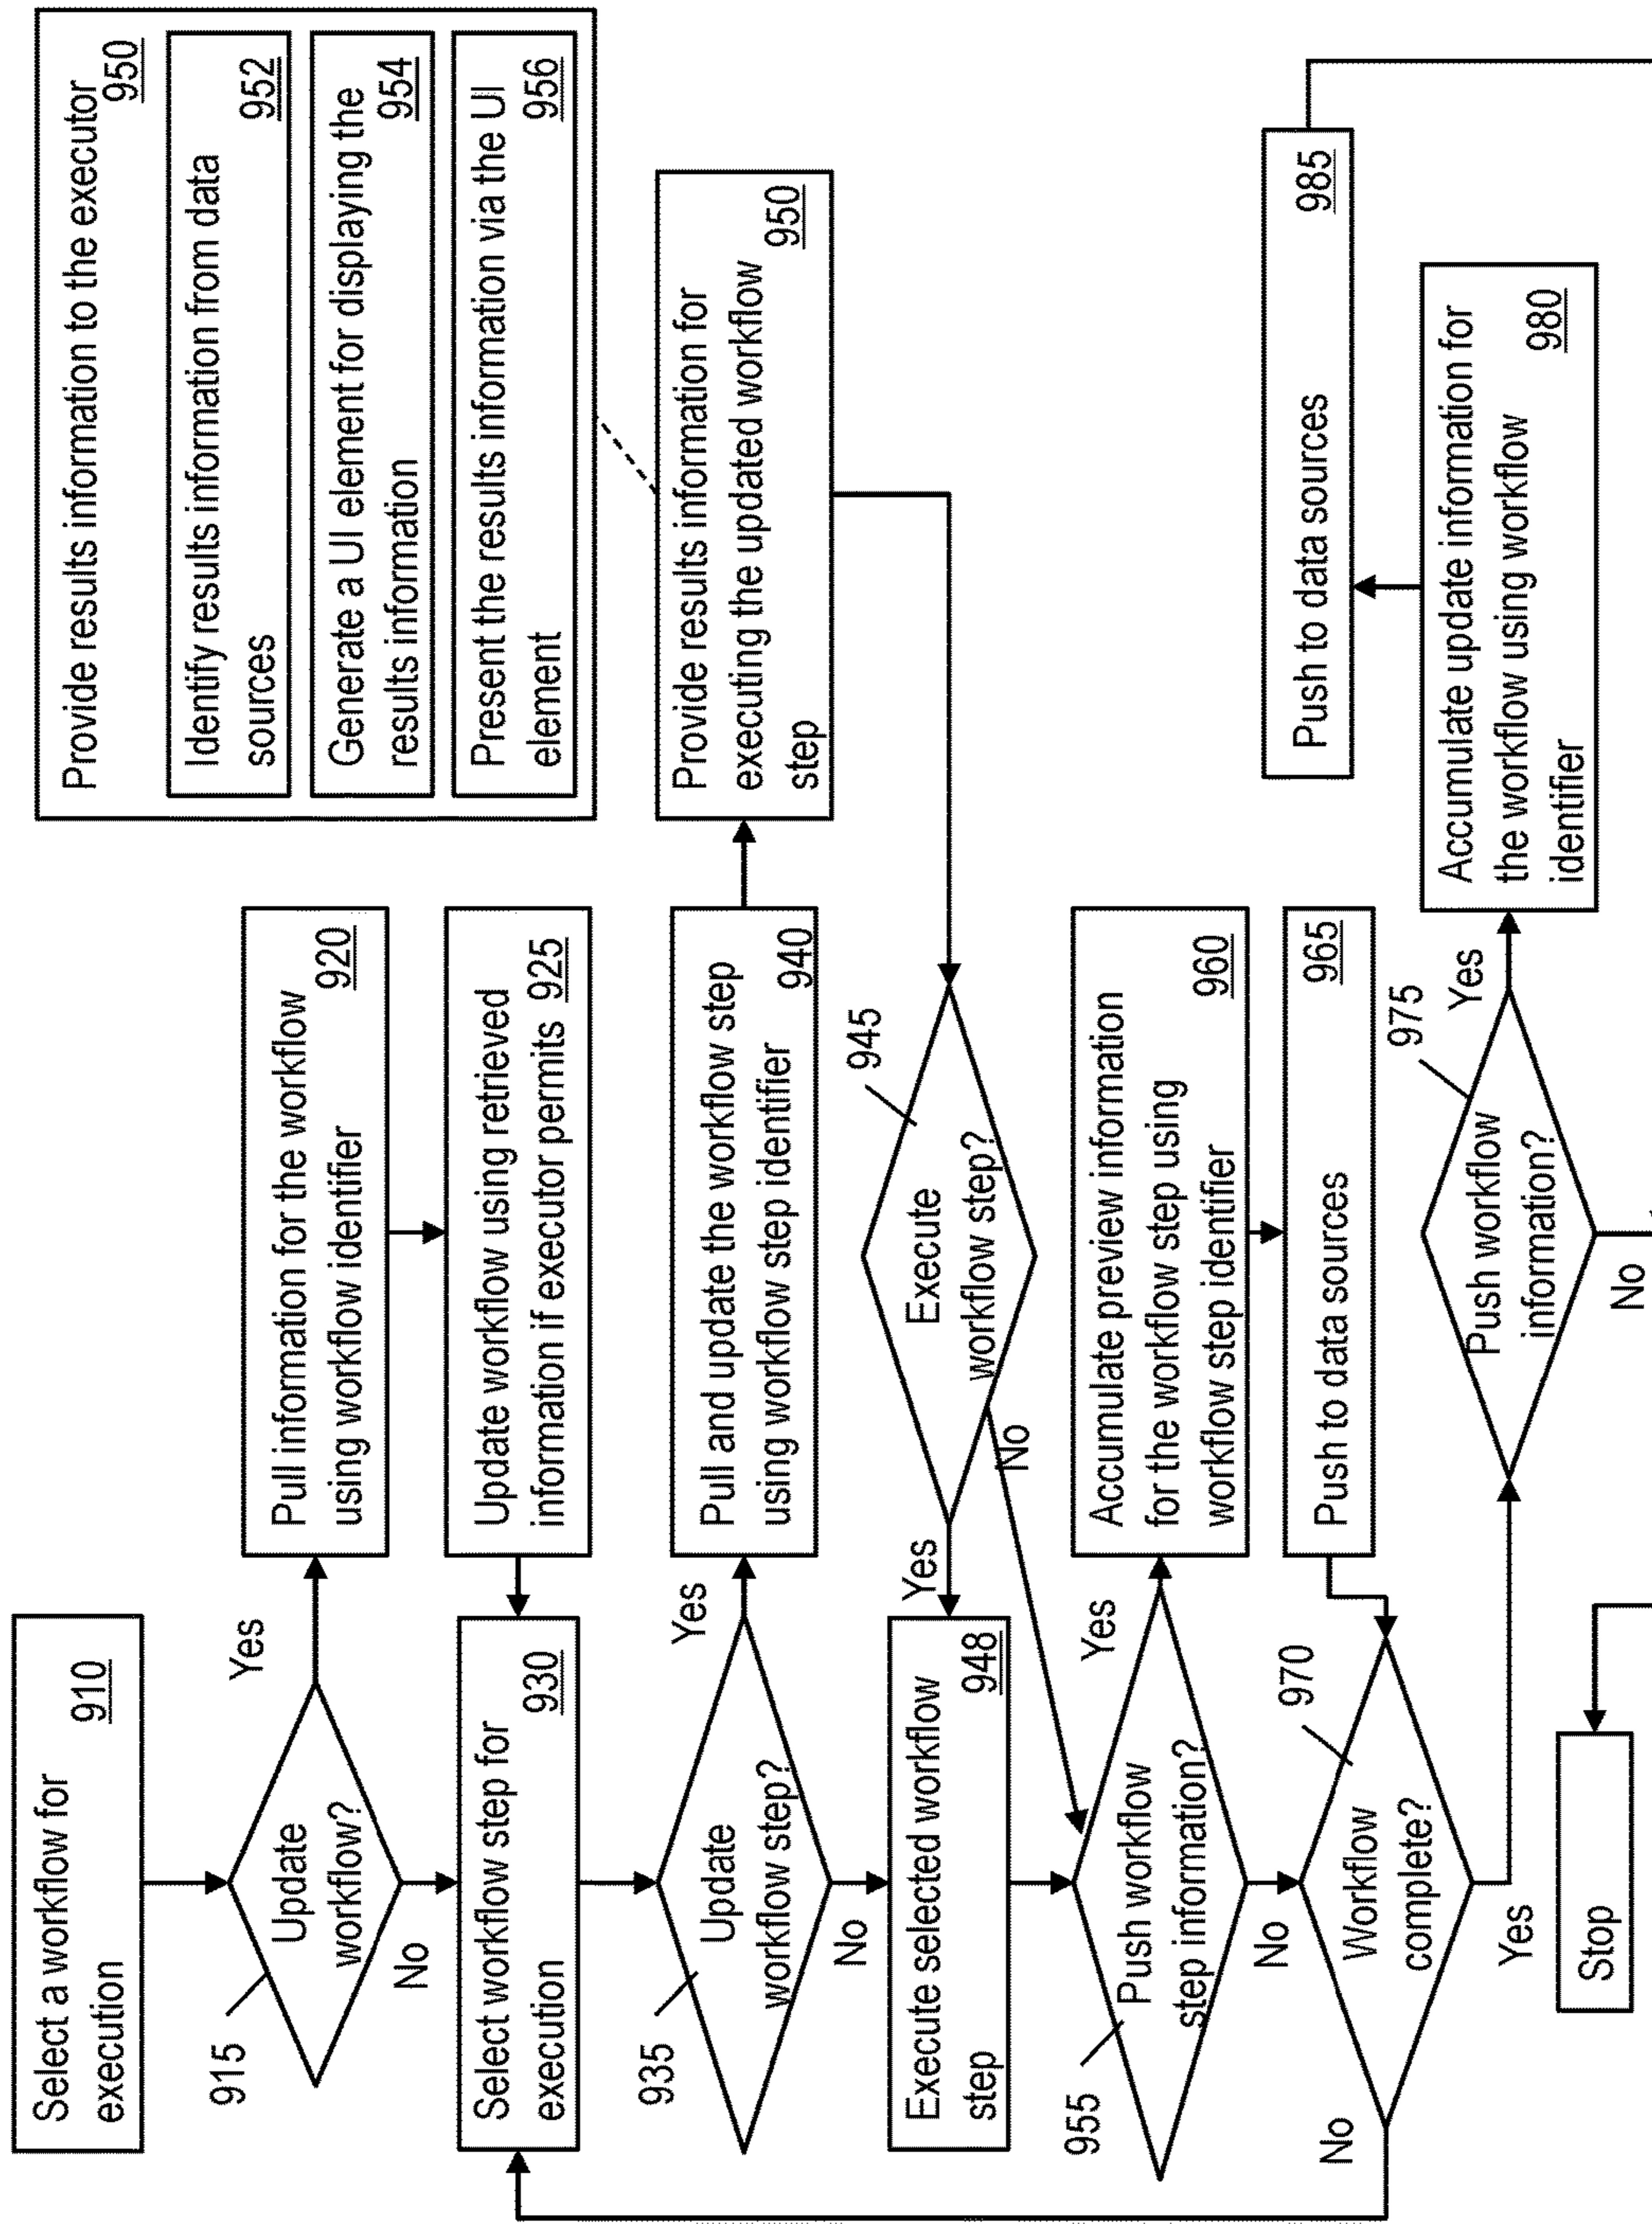 Select a workflow for
execution
910
915
Update
workflow?
Yes
No
Pull information for the workflow
using workflow identifier
920
Update workflow using retrieved
information if executor permits 925
Select workflow step for
execution
930
935
Update
workflow step?
Yes
No
Pull and update the workflow step
using workflow step identifier
940
Provide results information to the executor
950
Identify results information from data
sources
952
Generate a UI element for displaying the
results information
954
Present the results information via the UI
element
956
Provide results information for
executing the updated workflow
step
950
945
Execute
workflow step?
Yes
No
Execute selected workflow
step
948
955
Push workflow
step information?
Yes
No
Accumulate preview information
for the workflow step using
workflow step identifier
960
Push to data sources
965
970
Workflow
complete?
No
Yes
975
Push workflow
information?
Yes
No
Accumulate update information for
the workflow using workflow
identifier
980
Push to data sources
985
Stop